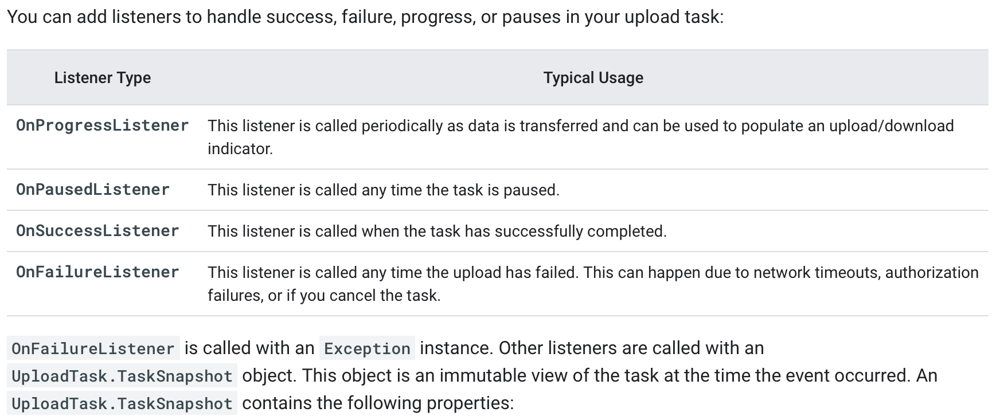 You can add listeners to handle success, failure, progress, or pauses in your upload task:
Listener Type Typical Usage
OnProgressListener This listener is called periodically as data is transferred and can be used to populate an upload/download
indicator.
OnPausedListener This listener is called any time the task is paused.
OnSuccessListener This listener is called when the task has successfully completed.
OnFailureListener This listener is called any time the upload has failed. This can happen due to network timeouts, authorization
failures, or if you cancel the task.
OnFailureListener is called with an Exception instance. Other listeners are called with an
UploadTask.TaskSnapshot object. This object is an immutable view of the task at the time the event occurred. An
UploadTask.TaskSnapshot contains the following properties: